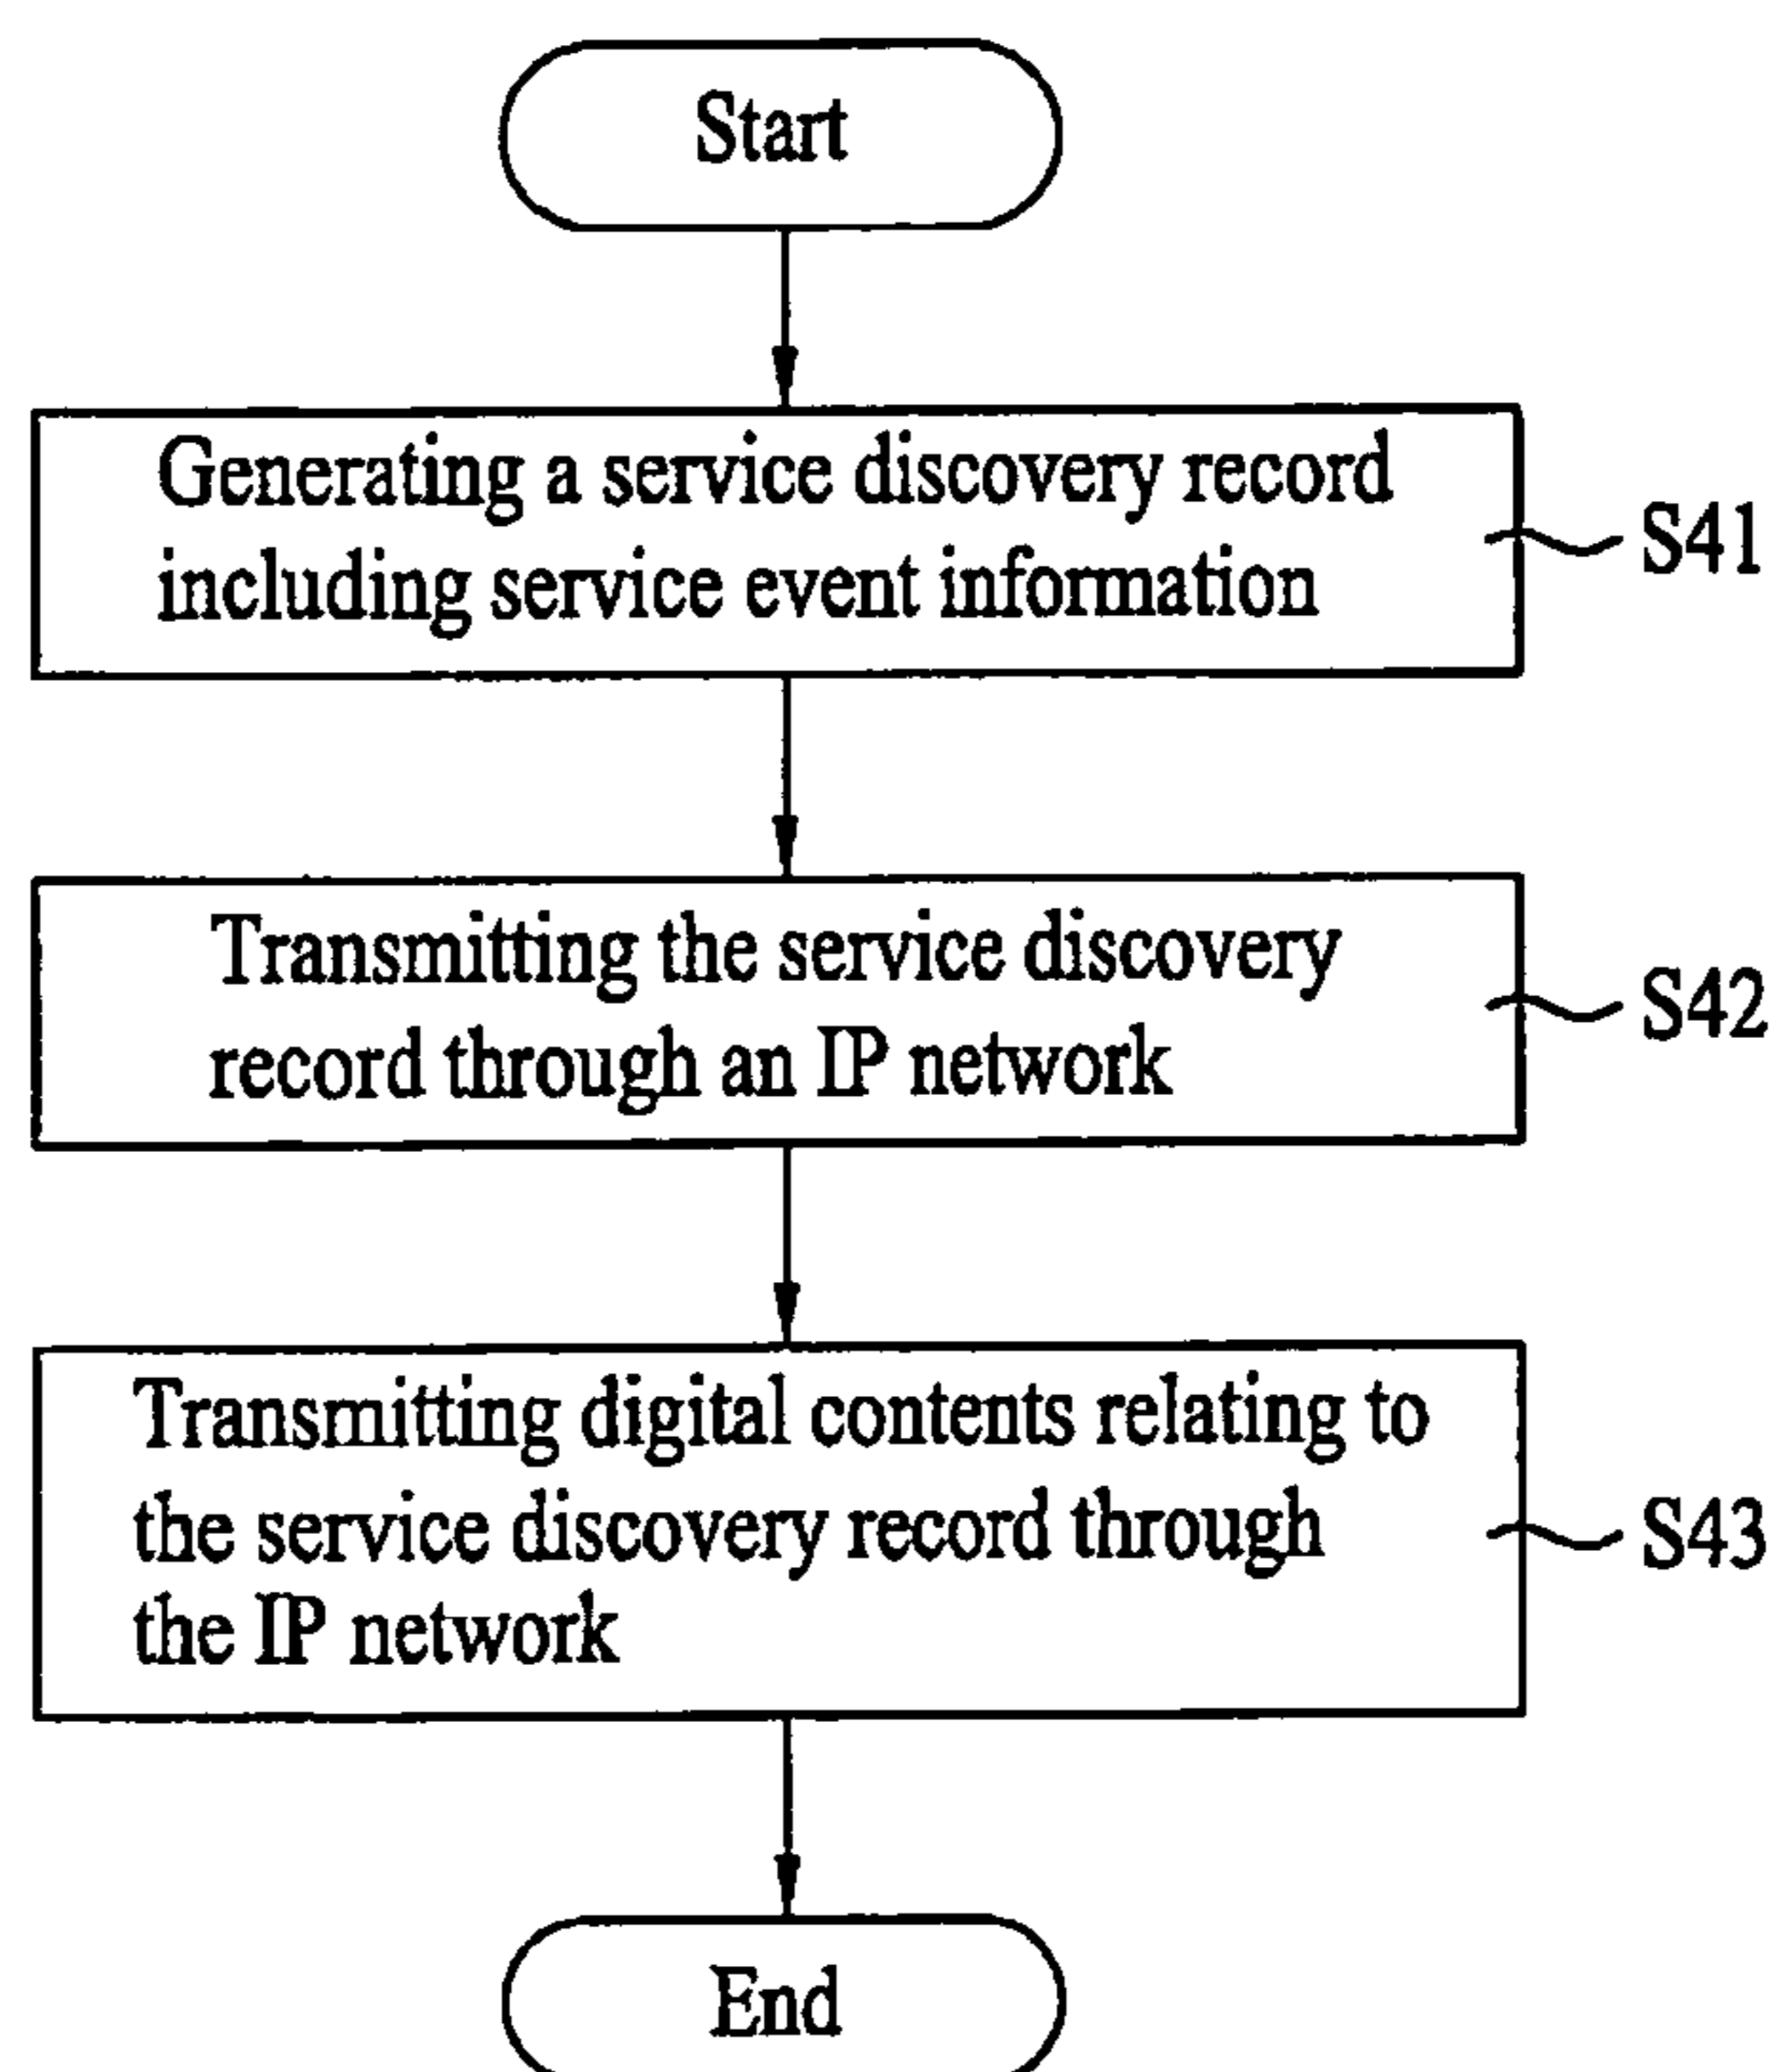 Start
Generating a service discovery record
including service event information
S41
Transmitting the service discovery
record through an IP network
S42
Transmitting digital contents relating to
the service discovery record through
the IP network
S43
End